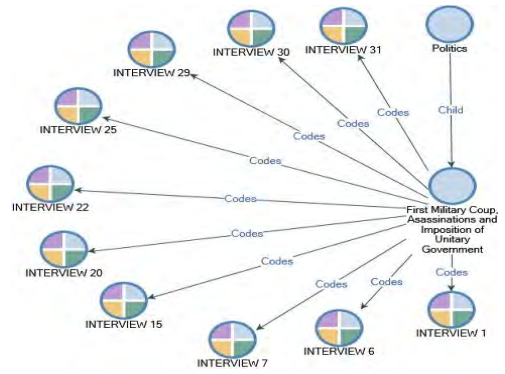 INTERVIEW 30
INTERVIEW 31
Politics
INTERVIEW 29
Codes
Codes
Child
INTERVIEW 25
Codes
Codes
INTERVIEW 22
Codes
First Military Coup,
Asassinations and
Imposition of
Unitary
Government
Codes
INTERVIEW 20
Codes
Codes
Codes
Codes
INTERVIEW 15
INTERVIEW 1
INTERVIEW 6
INTERVIEW 7